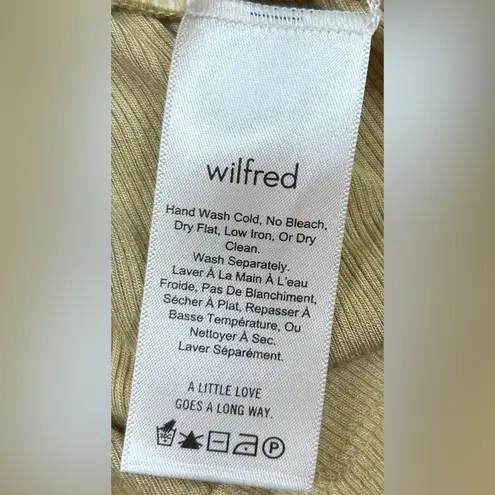 wilfred
Hand Wash Cold, No Bleach,
Dry Flat, Low Iron, Or Dry
Clean.
Wash Separately.
Laver À La Main À L'eau
Froide, Pas De Blanchiment,
Sécher À Plat, Repasser À
Basse Température, Ou
Nettoyer À Sec.
Laver Séparément.
A LITTLE LOVE
GOES A LONG WAY.
P